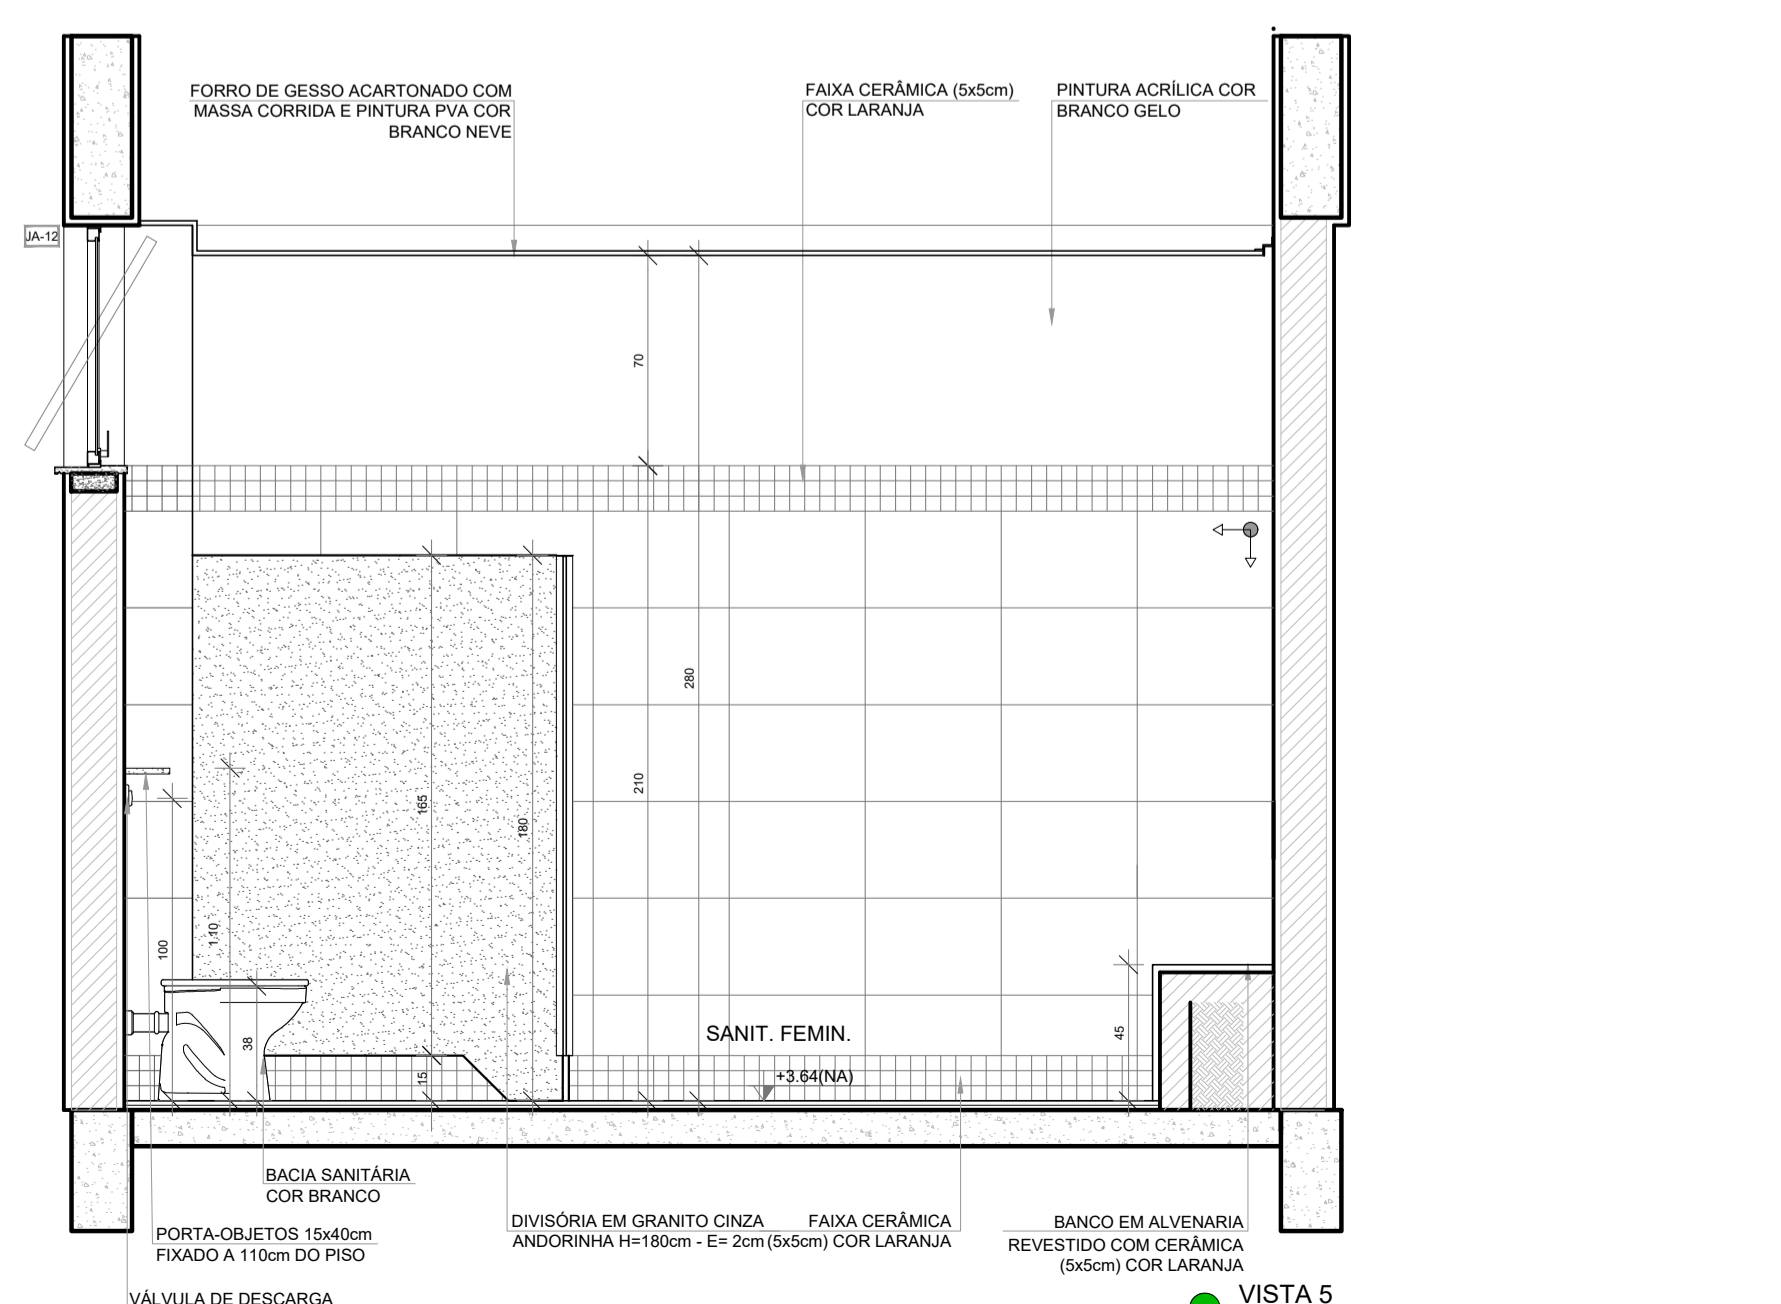 FORRO DE GESSO ACARTONADO COM
MASSA CORRIDA E PINTURA PVA COR
BRANCO NEVE
FAIXA CERÂMICA (5x5cm)
COR LARANJA
PINTURA ACRÍLICA COR
BRANCO GELO
JA-12
70
280
210
165
180
100
1,10
38
15
45
SANIT. FEMIN.
+3.64(NA)
BACIA SANITÁRIA
COR BRANCO
PORTA-OBJETOS 15x40cm
FIXADO A 110cm DO PISO
DIVISÓRIA EM GRANITO CINZA
ANDORINHA H=180cm - E= 2cm
FAIXA CERÂMICA
(5x5cm) COR LARANJA
BANCO EM ALVENARIA
REVESTIDO COM CERÂMICA
(5x5cm) COR LARANJA
VÁLVULA DE DESCARGA
VISTA 5